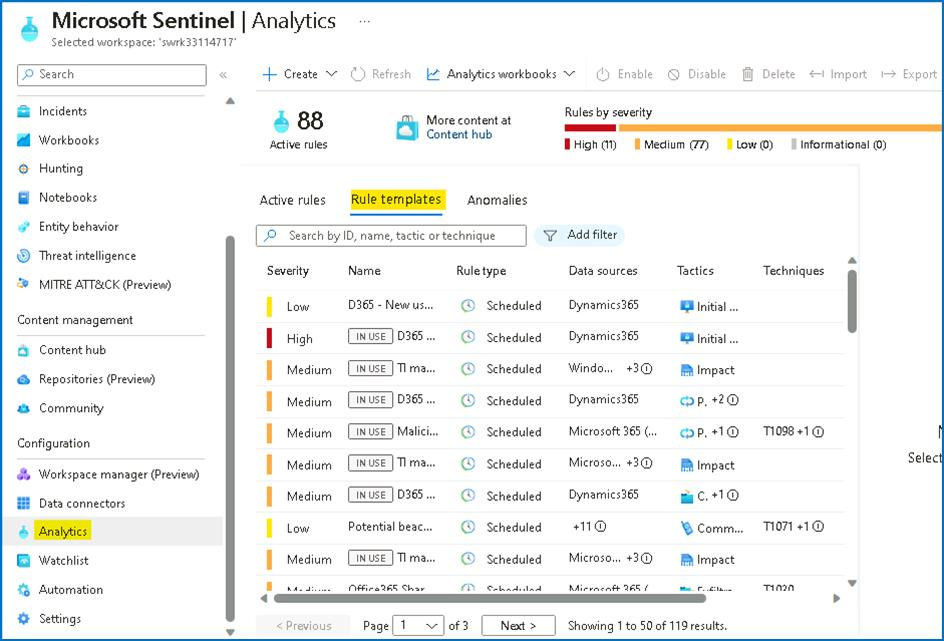 Microsoft Sentinel | Analytics ...
Selected workspace: 'swrk33114717'
Search «
Incidents
Workbooks
Hunting
Notebooks
Entity behavior
Threat intelligence
MITRE ATT&CK (Preview)
Content management
Content hub
Repositories (Preview)
Community
Configuration
Workspace manager (Preview)
Data connectors
Analytics
Watchlist
Automation
Settings
+ Create Refresh Analytics workbooks Enable Disable Delete Import Export
88
Active rules
More content at
Content hub
Rules by severity
High (11) Medium (77) Low (0) Informational (0)
Active rules Rule templates Anomalies
Search by ID, name, tactic or technique Add filter
Severity Name Rule type Data sources Tactics Techniques
Low D365 - New us... Scheduled Dynamics365 Initial ...
High IN USE D365 ... Scheduled Dynamics365 Initial ...
Medium IN USE TI ma... Scheduled Windo... +3 Impact
Medium IN USE D365 ... Scheduled Dynamics365 P. +2
Medium IN USE Malici... Scheduled Microsoft 365 (... P. +1 T1098 +1
Medium IN USE TI ma... Scheduled Microso... +3 Impact
Medium IN USE D365 ... Scheduled Dynamics365 C. +1
Low Potential beac... Scheduled +11 Comm... T1071 +1
Medium IN USE TI ma... Scheduled Microso... +3 Impact
Medium Office365 Shar Scheduled Microsoft 365 (
Selec
< Previous Page 1 of 3 Next > Showing 1 to 50 of 119 results.